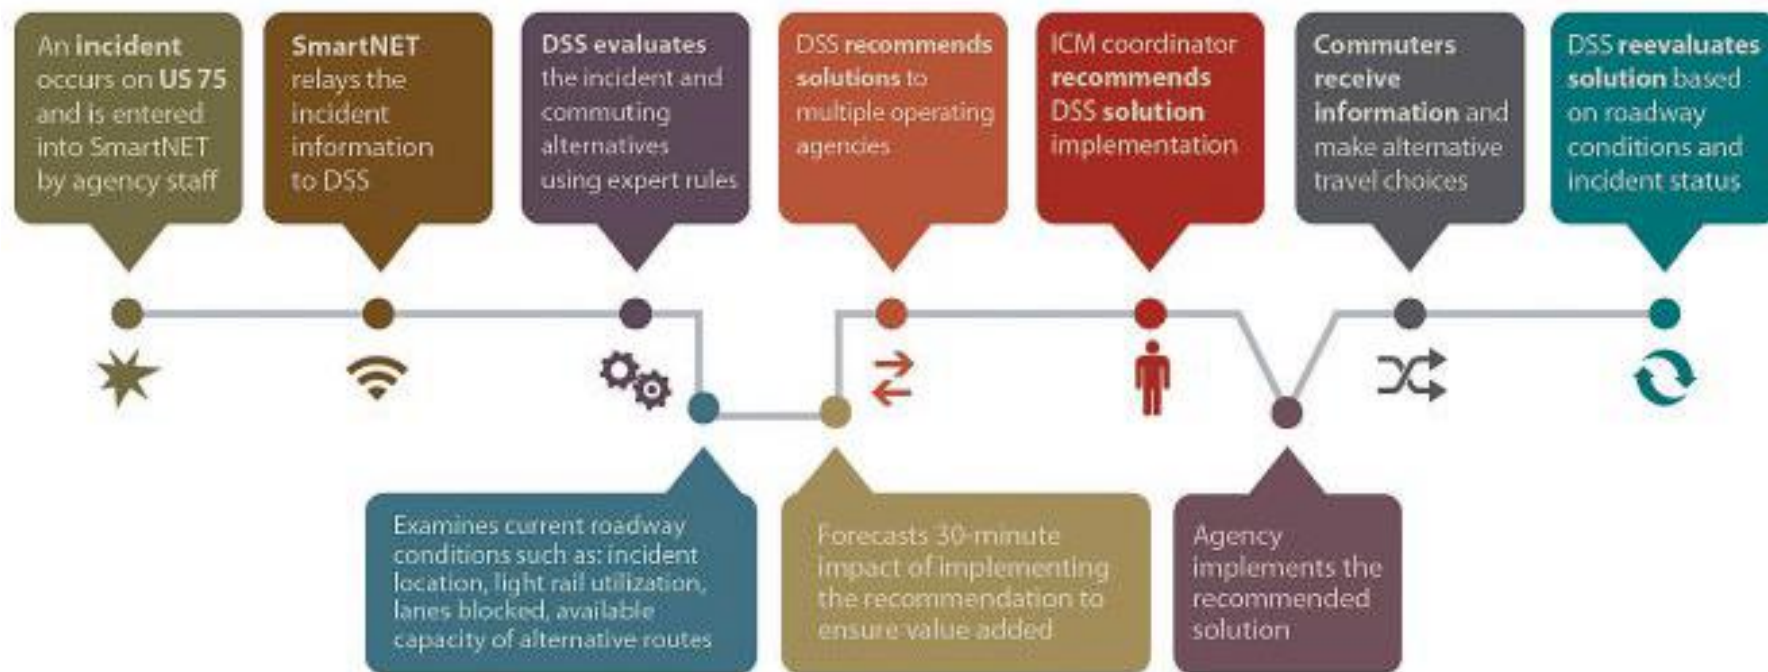 An incident
occurs on US 75
and is entered
into SmartNET
by agency staff
SmartNET
relays the
incident
information
to DSS
DSS evaluates
the incident and
commuting
alternatives
using expert rules
DSS recommends
solutions to
multiple operating
agencies
ICM coordinator
recommends
DSS solution
implementation
Commuters
receive
information and
make alternative
travel choices
DSS reevaluates
solution based
on roadway
conditions and
incident status
Examines current roadway
conditions such as: incident
location, light rail utilization,
lanes blocked, available
capacity of alternative routes
Forecasts 30-minute
impact of implementing
the recommendation to
ensure value added
Agency
implements the
recommended
solution